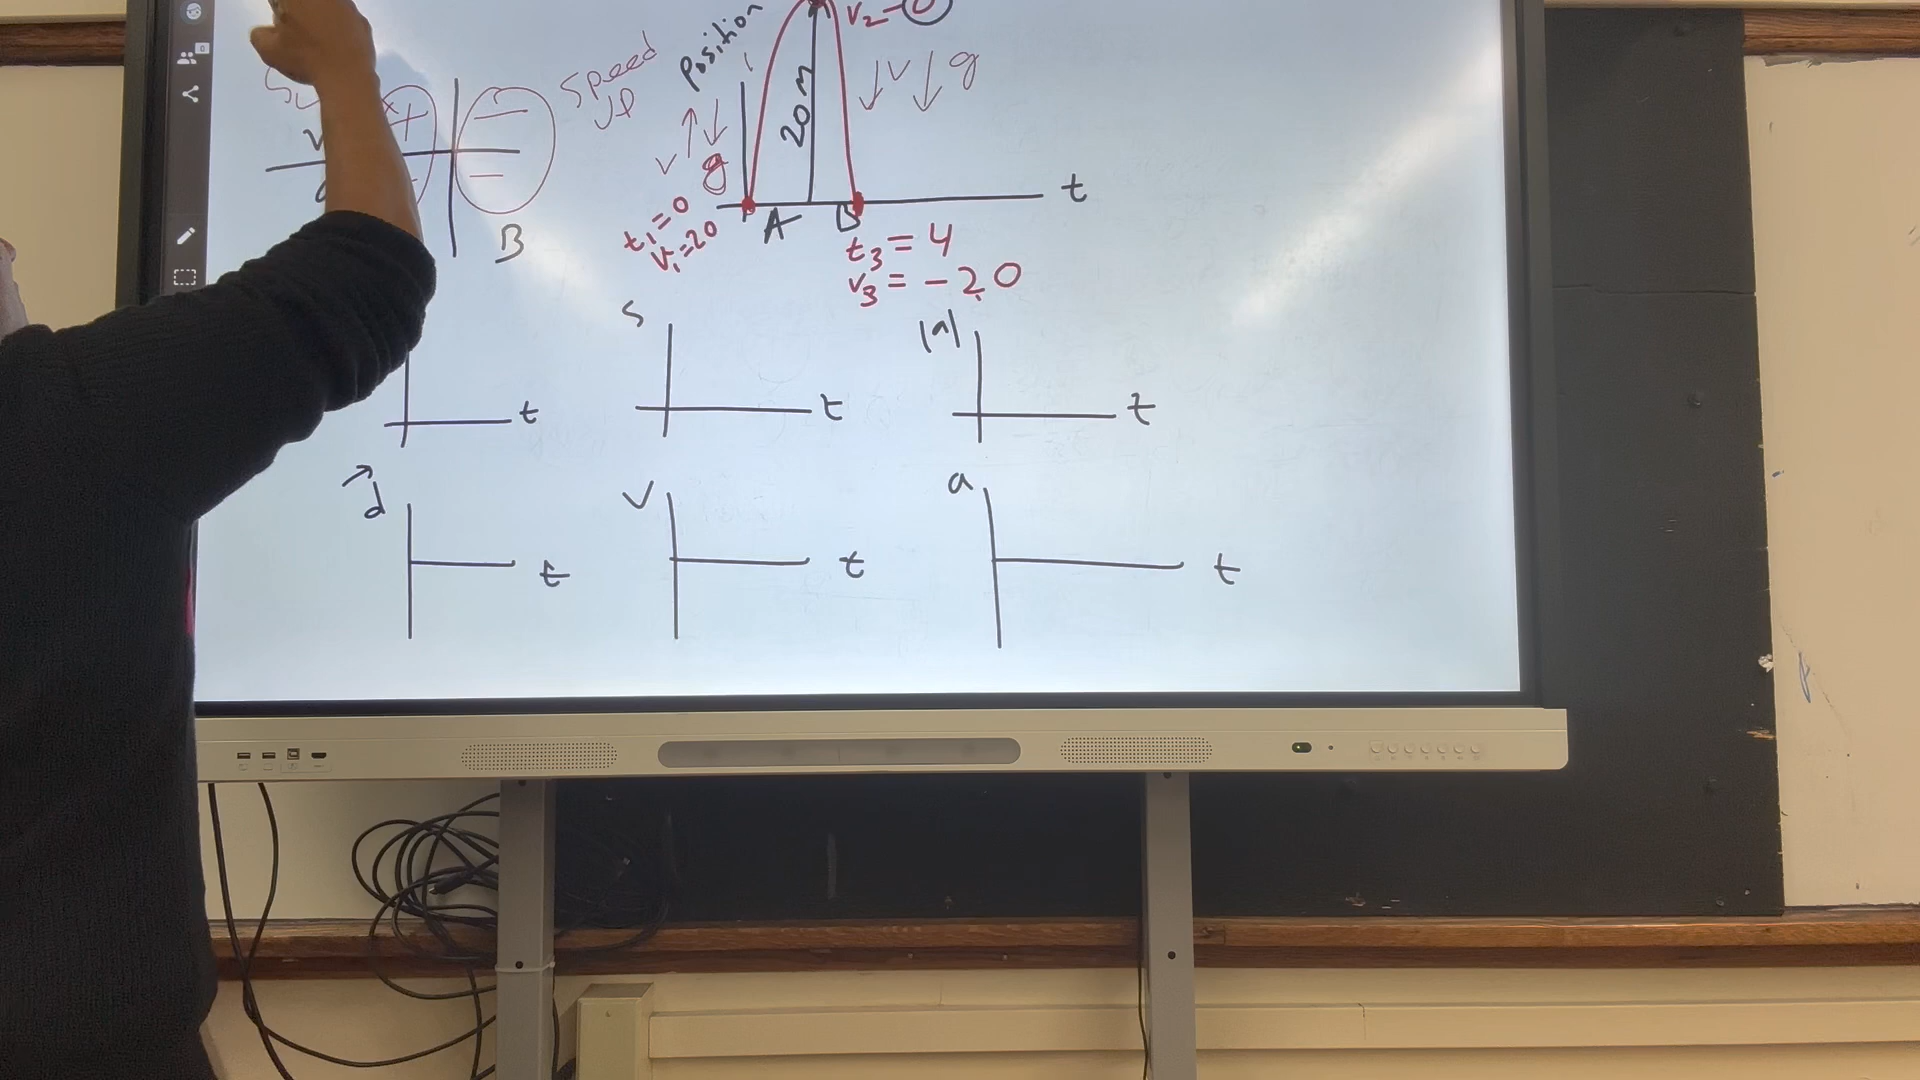 Position
v₂ - 0
Speed
UP
v
g
20 m
v
g
+
-
-
B
t₁ = 0
v₁ = 20
A
B
t
t₃ = 4
v₃ = - 20
s
t
|a|
t
t
d
t
v
t
a
t